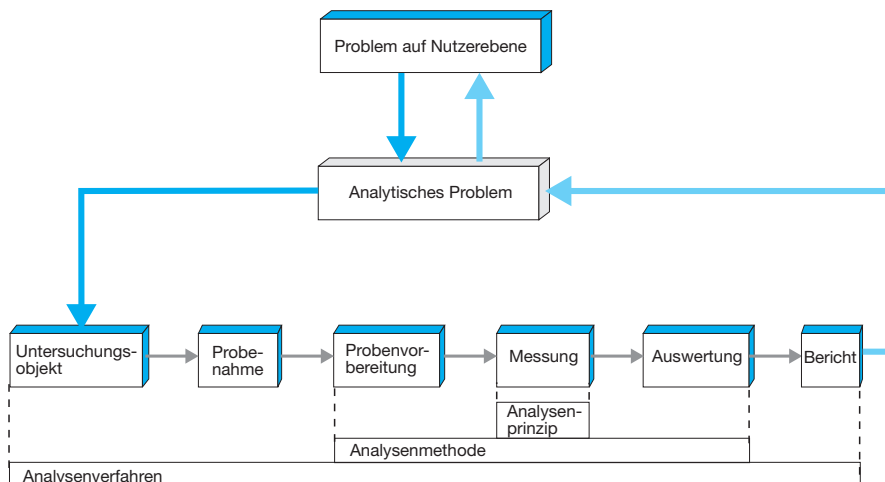 Problem auf Nutzerebene
Analytisches Problem
Untersuchungs-
objekt
Probe-
nahme
Probenvor-
bereitung
Messung
Auswertung
Bericht
Analysen-
prinzip
Analysenmethode
Analysenverfahren